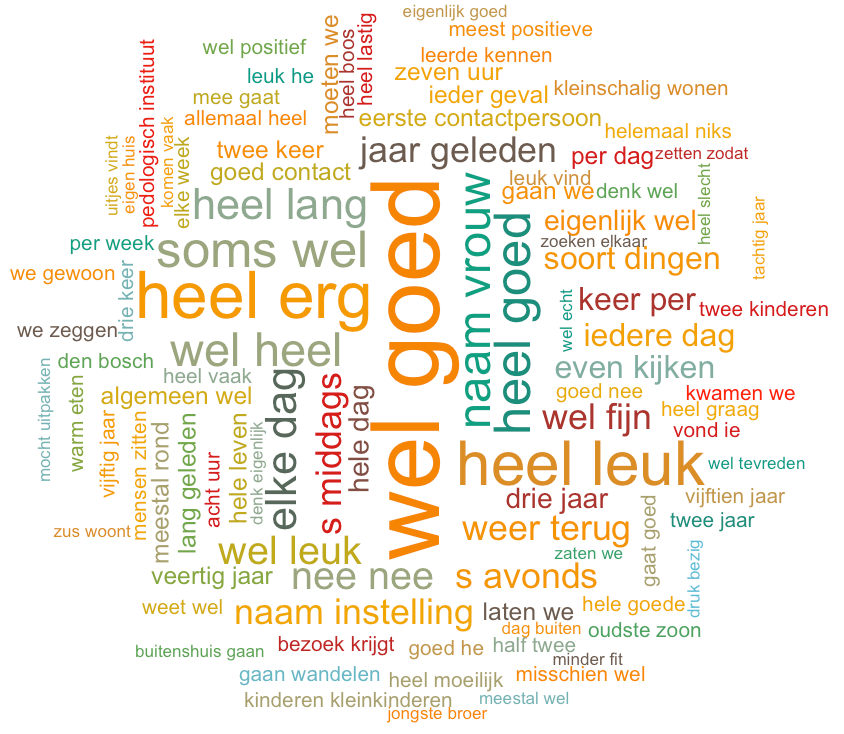 eigenlijk goed
meest positieve
wel positief
leerde kennen
leuk he
zeven uur
mee gaat
ieder geval
kleinschalig wonen
moeten we
heel boos
heel lastig
allemaal heel
eerste contactpersoon
helemaal niks
pedologisch instituut
twee keer
jaar geleden
per dag
zetten zodat
uitjes vindt
eigen huis
komen vaak
elke week
goed contact
leuk vind
gaan we
denk wel
heel slecht
heel lang
wel goed
naam vrouw
heel goed
eigenlijk wel
tachtig jaar
per week
soms wel
zoeken elkaar
soort dingen
we gewoon
drie keer
heel erg
wel echt
keer per
twee kinderen
we zeggen
wel heel
iedere dag
den bosch
heel vaak
even kijken
mocht uitpakken
warm eten
algemeen wel
elke dag
s middags
hele dag
goed nee
kwamen we
vijftig jaar
mensen zitten
meestal rond
lang geleden
acht uur
hele leven
denk eigenlijk
wel fijn
heel graag
vond ie
heel leuk
wel tevreden
drie jaar
vijftien jaar
zus woont
weer terug
gaat goed
twee jaar
wel leuk
zaten we
druk bezig
veertig jaar
nee nee
s avonds
weet wel
naam instelling
laten we
hele goede
dag buiten
oudste zoon
buitenshuis gaan
bezoek krijgt
goed he
half twee
minder fit
gaan wandelen
heel moeilijk
misschien wel
kinderen kleinkinderen
meestal wel
jongste broer